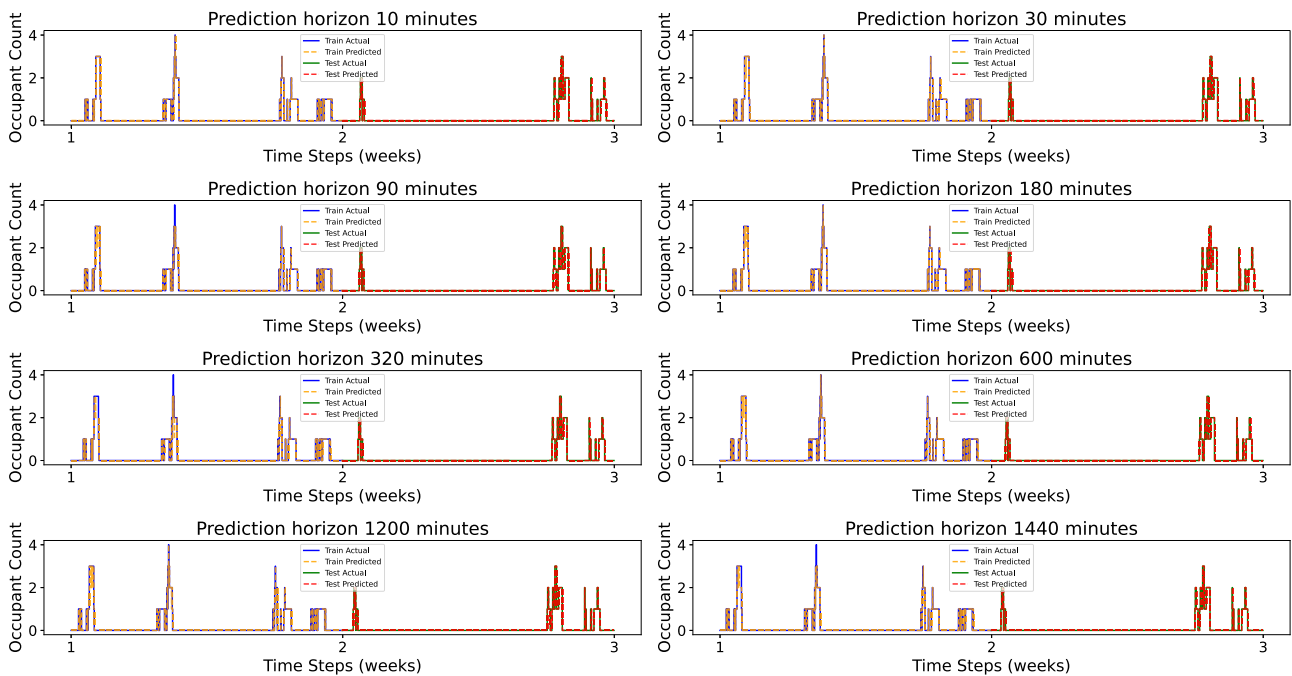 Prediction horizon 10 minutes
Occupant Count
4
2
0
Train Actual
Train Predicted
Test Actual
Test Predicted
1
2
3
Time Steps (weeks)
Prediction horizon 30 minutes
Occupant Count
4
2
0
Train Actual
Train Predicted
Test Actual
Test Predicted
1
2
3
Time Steps (weeks)
Prediction horizon 90 minutes
Occupant Count
4
2
0
Train Actual
Train Predicted
Test Actual
Test Predicted
1
2
3
Time Steps (weeks)
Prediction horizon 180 minutes
Occupant Count
4
2
0
Train Actual
Train Predicted
Test Actual
Test Predicted
1
2
3
Time Steps (weeks)
Prediction horizon 320 minutes
Occupant Count
4
2
0
Train Actual
Train Predicted
Test Actual
Test Predicted
1
2
3
Time Steps (weeks)
Prediction horizon 600 minutes
Occupant Count
4
2
0
Train Actual
Train Predicted
Test Actual
Test Predicted
1
2
3
Time Steps (weeks)
Prediction horizon 1200 minutes
Occupant Count
4
2
0
Train Actual
Train Predicted
Test Actual
Test Predicted
1
2
3
Time Steps (weeks)
Prediction horizon 1440 minutes
Occupant Count
4
2
0
Train Actual
Train Predicted
Test Actual
Test Predicted
1
2
3
Time Steps (weeks)